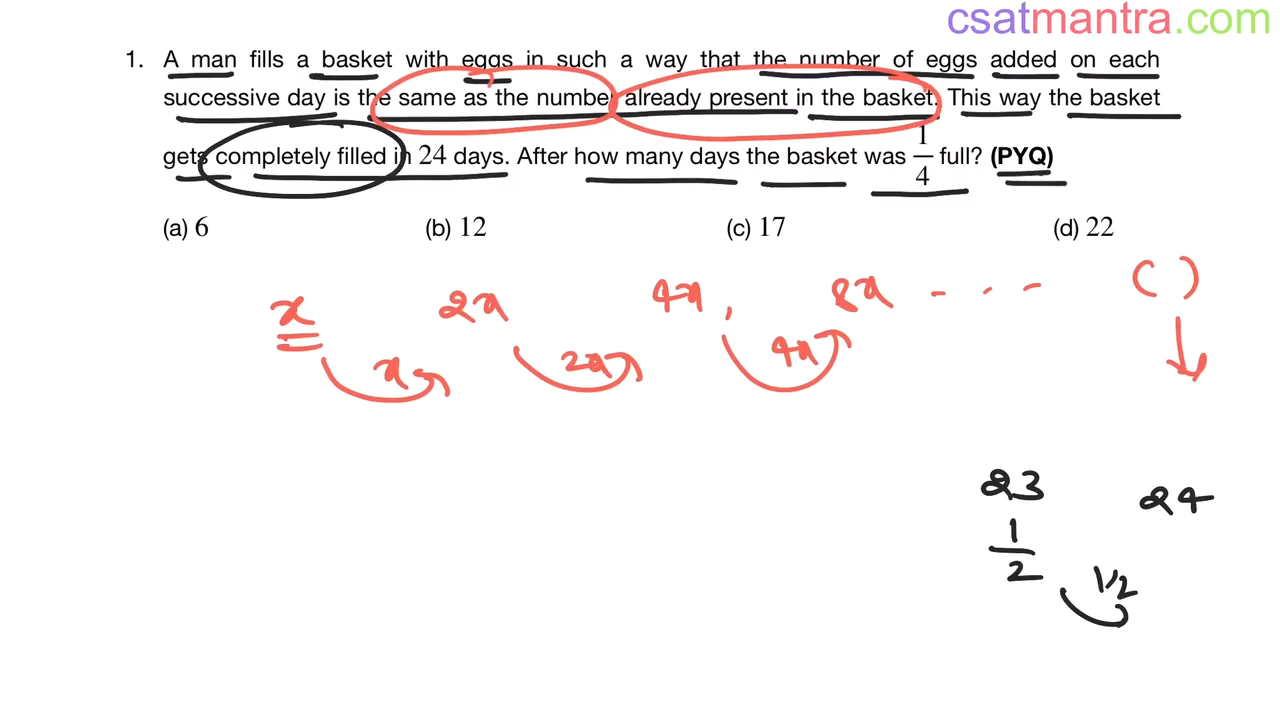 csatmantra.com
1. A man fills a basket with eggs in such a way that the number of eggs added on each
successive day is the same as the number already present in the basket. This way the basket
gets completely filled in 24 days. After how many days the basket was 1/4 full? (PYQ)
(a) 6 (b) 12 (c) 17 (d) 22
x 2x 4x, 8x - . . - ( )
x 2x 4x
23 24
1/2 1/2